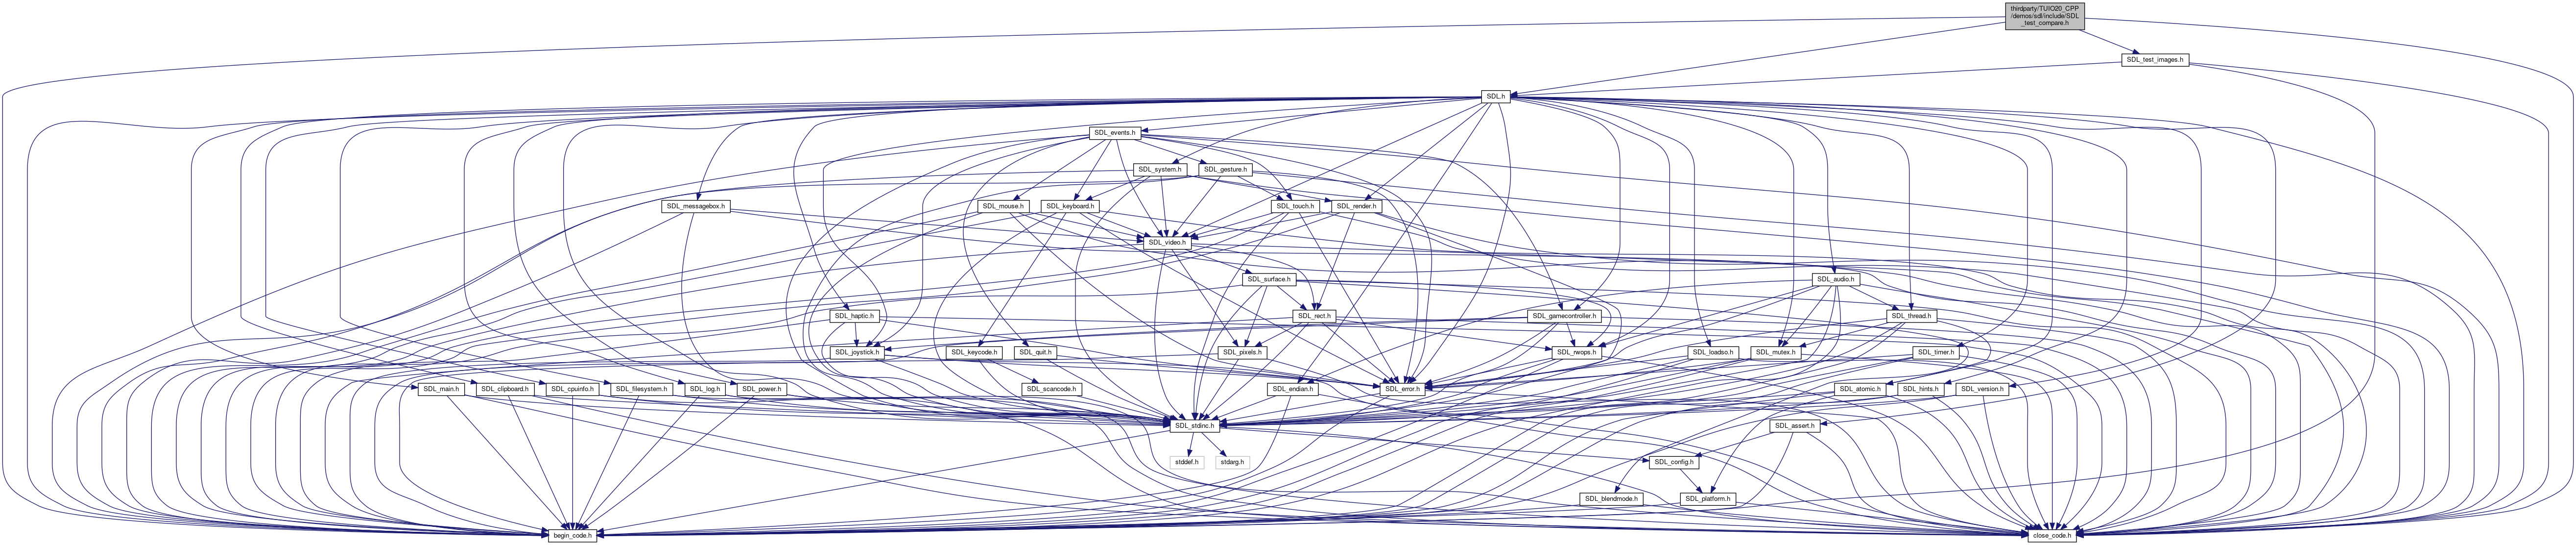 thirdparty/TUIO20_CPP
/demos/sdl/include/SDL
_test_compare.h
SDL_test_images.h
SDL.h
SDL_events.h
SDL_system.h
SDL_gesture.h
SDL_messagebox.h
SDL_mouse.h
SDL_keyboard.h
SDL_touch.h
SDL_render.h
SDL_video.h
SDL_surface.h
SDL_audio.h
SDL_haptic.h
SDL_rect.h
SDL_gamecontroller.h
SDL_thread.h
SDL_joystick.h
SDL_keycode.h
SDL_quit.h
SDL_pixels.h
SDL_rwops.h
SDL_loadso.h
SDL_mutex.h
SDL_timer.h
SDL_main.h
SDL_clipboard.h
SDL_cpuinfo.h
SDL_filesystem.h
SDL_log.h
SDL_power.h
SDL_scancode.h
SDL_endian.h
SDL_error.h
SDL_atomic.h
SDL_hints.h
SDL_version.h
SDL_stdinc.h
SDL_assert.h
stddef.h
stdarg.h
SDL_config.h
SDL_blendmode.h
SDL_platform.h
begin_code.h
close_code.h